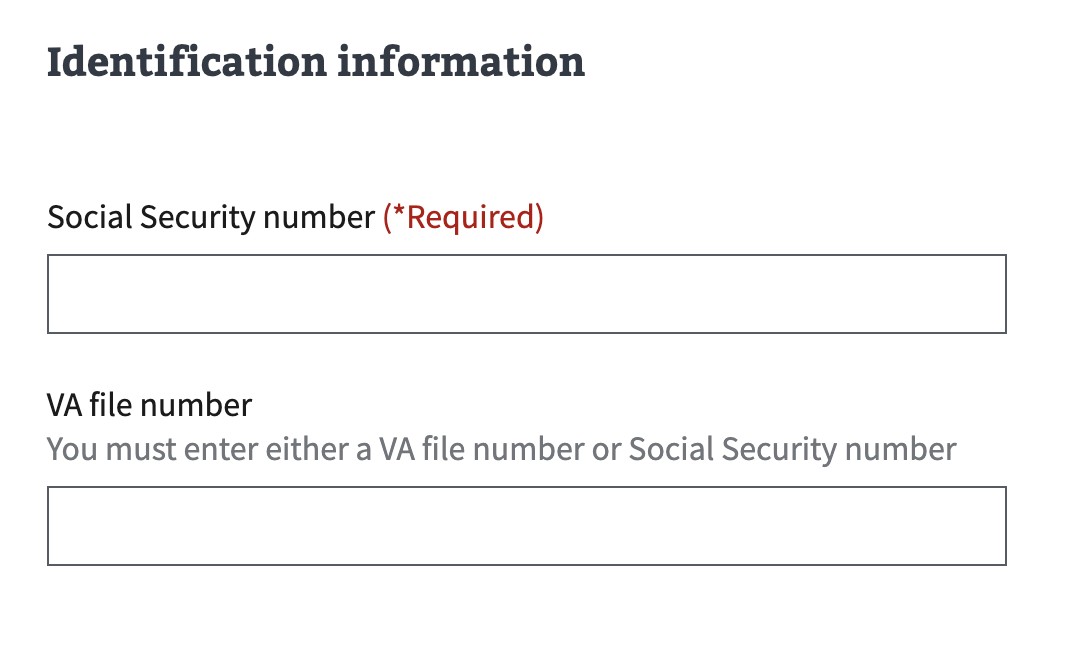 Identification information
Social Security number (*Required)
VA file number
You must enter either a VA file number or Social Security number